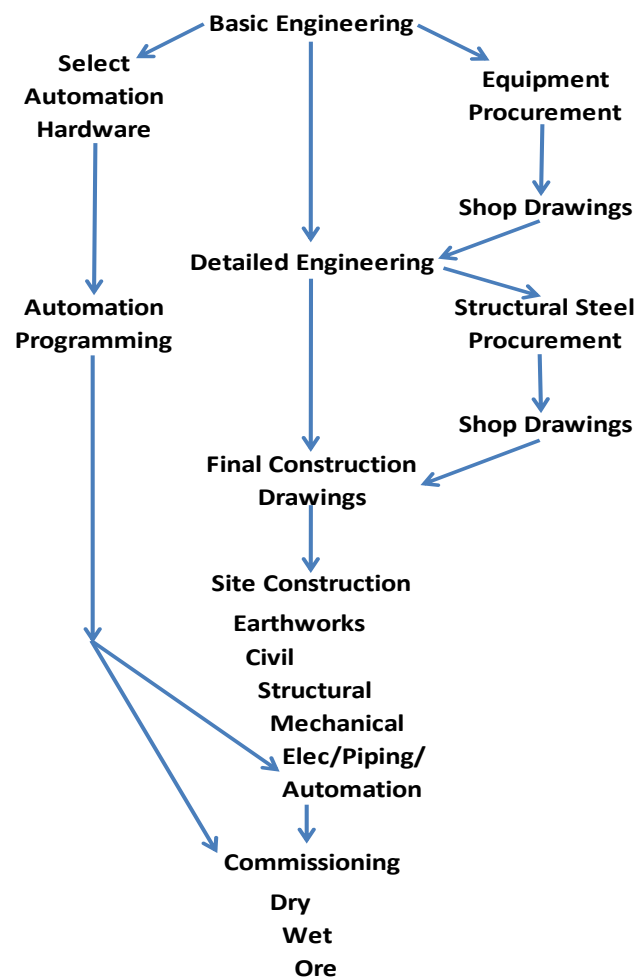 Basic Engineering
Select
Automation
Hardware
Equipment
Procurement
Shop Drawings
Detailed Engineering
Automation
Programming
Structural Steel
Procurement
Shop Drawings
Final Construction
Drawings
Site Construction
Earthworks
Civil
Structural
Mechanical
Elec/Piping/
Automation
Commissioning
Dry
Wet
Ore